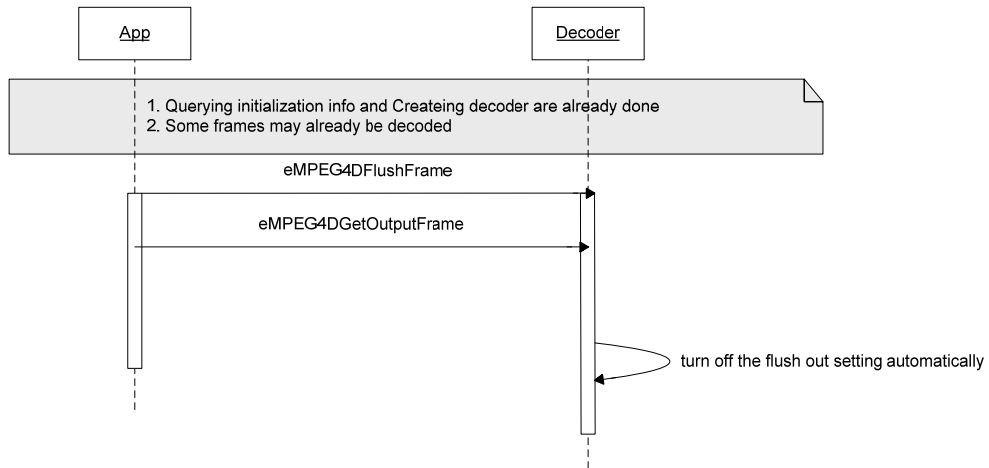 App
Decoder
1. Querying initialization info and Createing decoder are already done
2. Some frames may already be decoded
eMPEG4DFlushFrame
eMPEG4DGetOutputFrame
turn off the flush out setting automatically